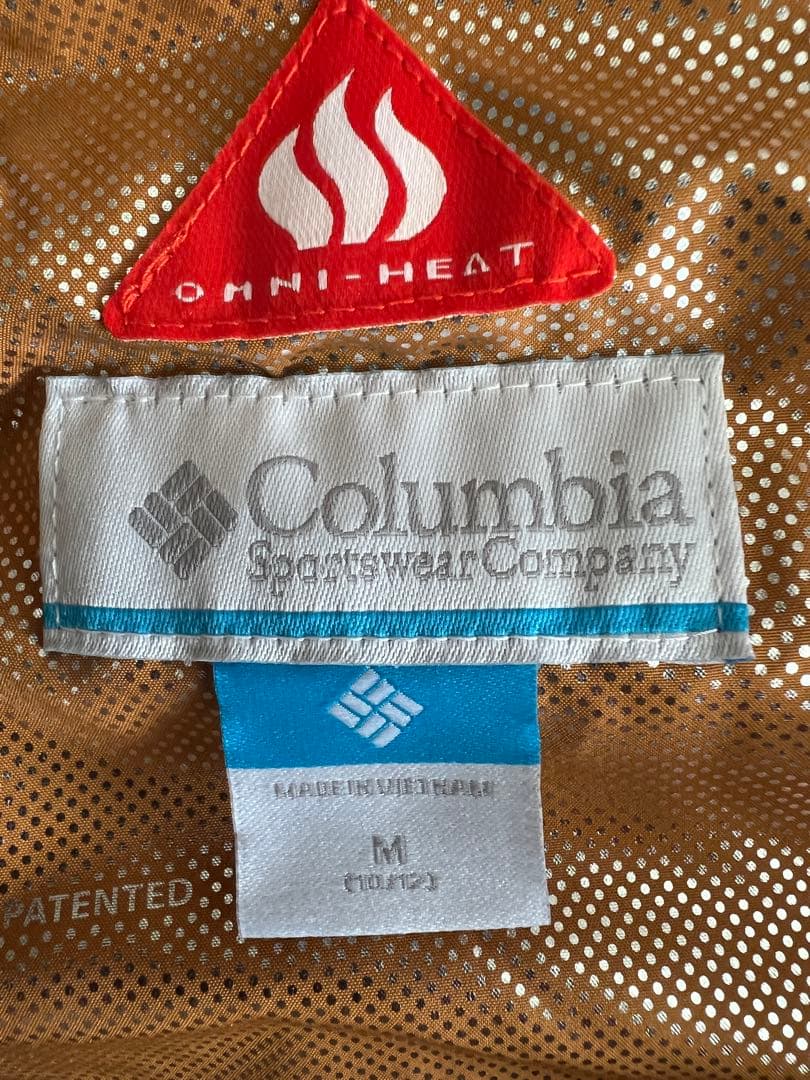 OMNI-HEAT
Columbia
Sportswear Company
MADE IN VIETNAM
M
(10/12)
PATENTED